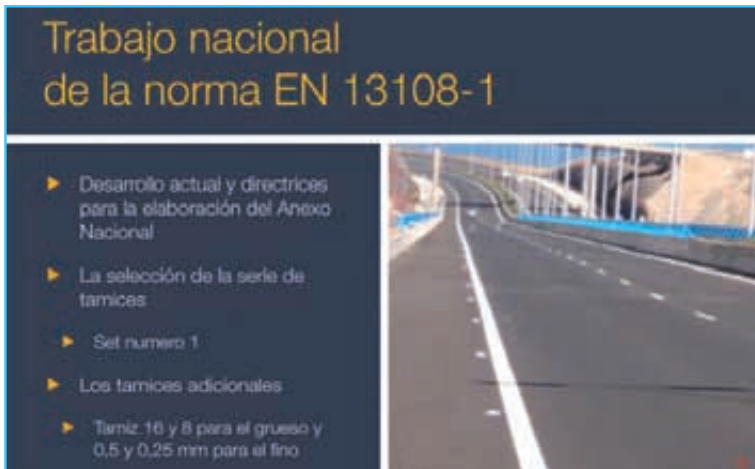 Trabajo nacional
de la norma EN 13108-1
Desarrollo actual y directrices
para la elaboración del Anexo
Nacional
La selección de la serie de
tamices
Set numero 1
Los tamices adicionales
Tamiz 16 y 8 para el grueso y
0,5 y 0,25 mm para el fino